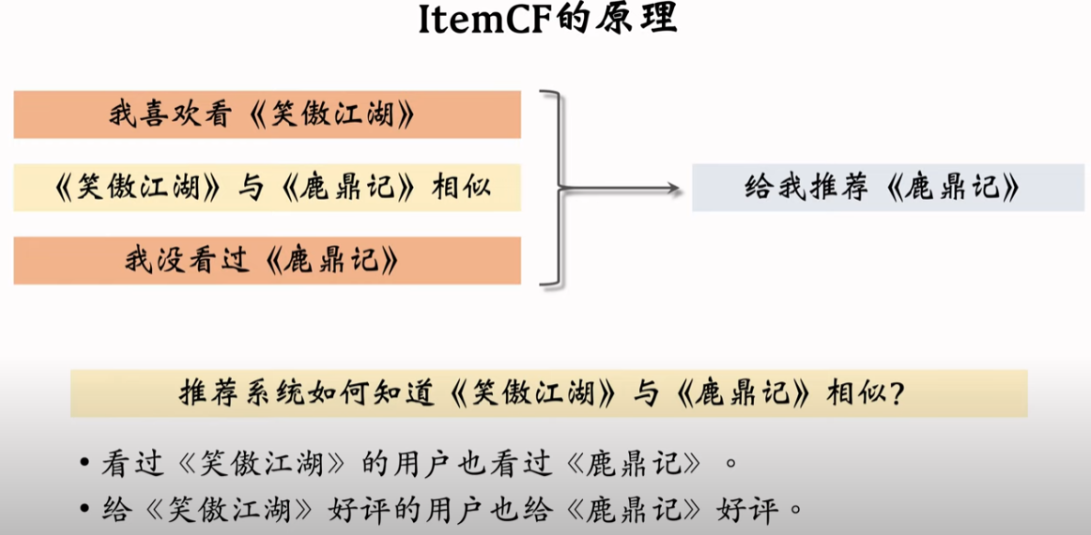 ItemCF的原理
我喜欢看《笑傲江湖》
《笑傲江湖》与《鹿鼎记》相似
我没看过《鹿鼎记》
给我推荐《鹿鼎记》
推荐系统如何知道《笑傲江湖》与《鹿鼎记》相似?
• 看过《笑傲江湖》的用户也看过《鹿鼎记》。
• 给《笑傲江湖》好评的用户也给《鹿鼎记》好评。